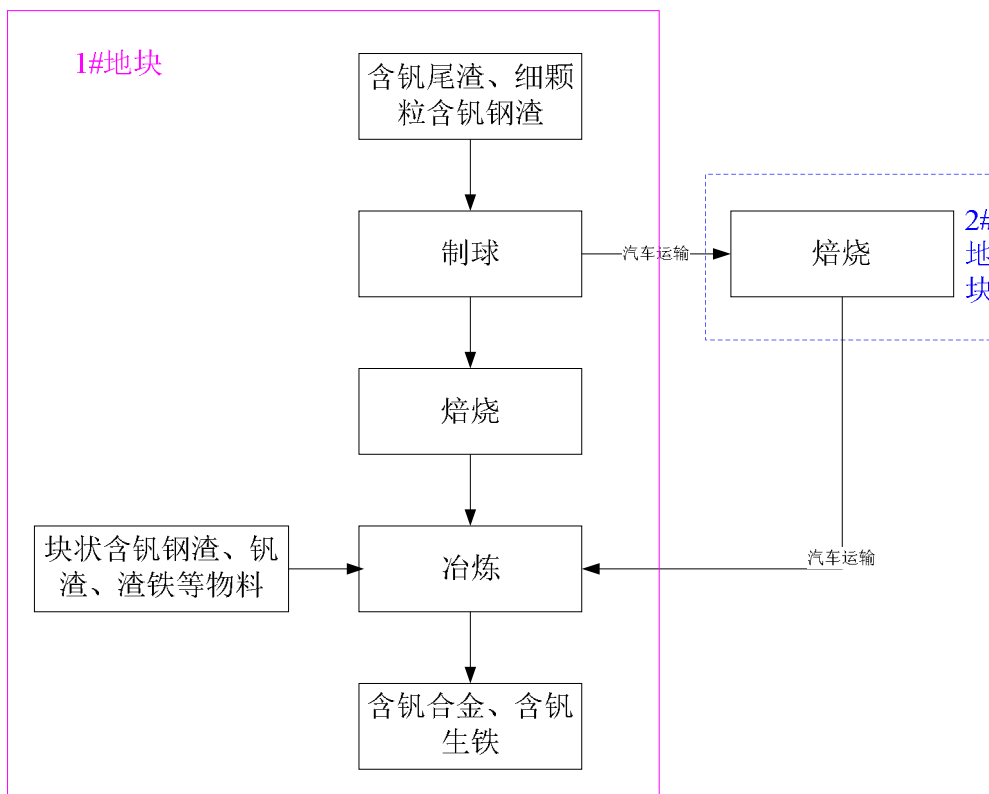 1#地块
含钒尾渣、细颗
粒含钒钢渣
制球
汽车运输
焙烧
2#
地
块
焙烧
块状含钒钢渣、钒
渣、渣铁等物料
冶炼
汽车运输
含钒合金、含钒
生铁